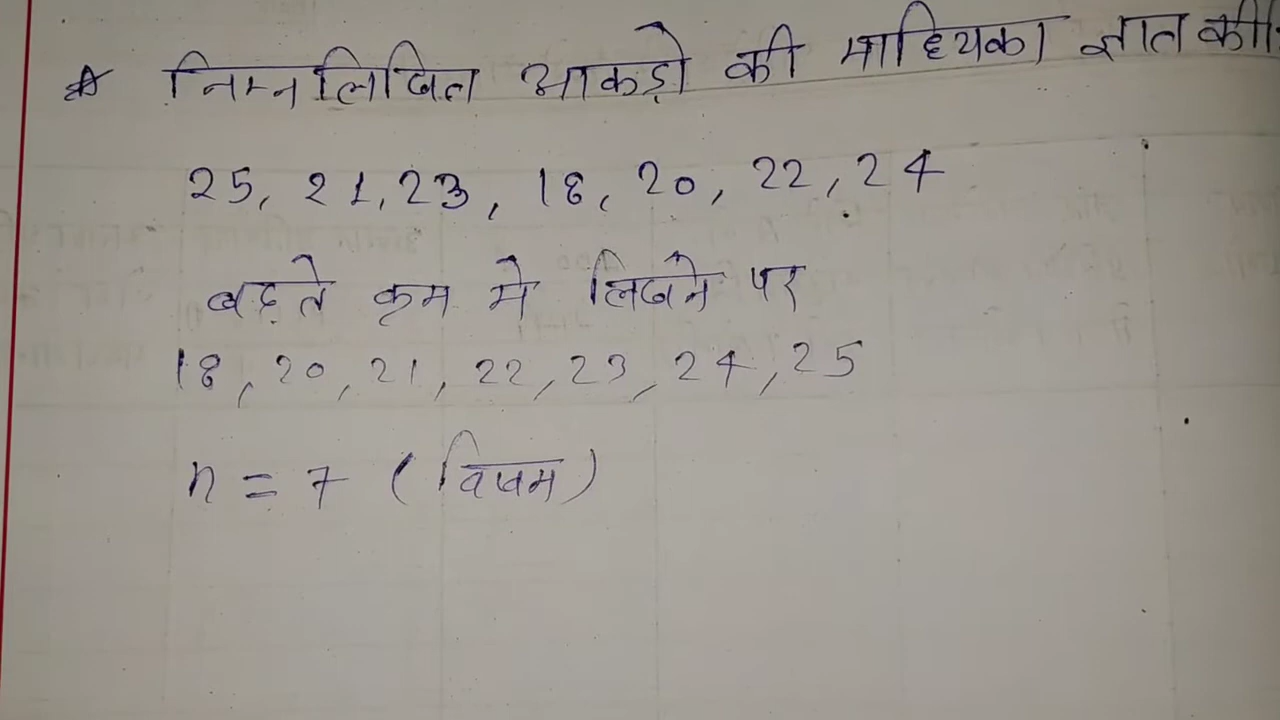 * निम्नलिखित आकड़ो की माध्यिका ज्ञात की
25, 21, 23, 18, 20, 22, 24
बढ़ते क्रम मे लिखने पर
18, 20, 21, 22, 23, 24, 25
n = 7 (विषम)